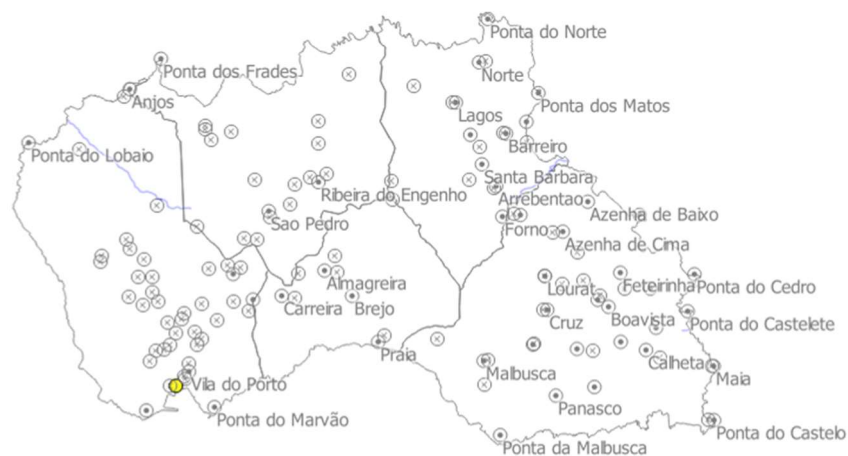 Ponta do Norte
Ponta dos Frades
Norte
Anjos
Ponta dos Matos
Lagos
Barreiro
Ponta do Lobaio
Santa Bárbara
Ribeira do Engenho
Arrebentao
Azenha de Baixo
Sao Pedro
Forno
Azenha de Cima
Almagreira
Lourat
Feteirinha
Ponta do Cedro
Carreira
Brejo
Cruz
Boavista
Ponta do Castelete
Praia
Calheta
Malbusca
Maia
Vila do Porto
Panasco
Ponta do Marvão
Ponta do Castelo
Ponta da Malbusca